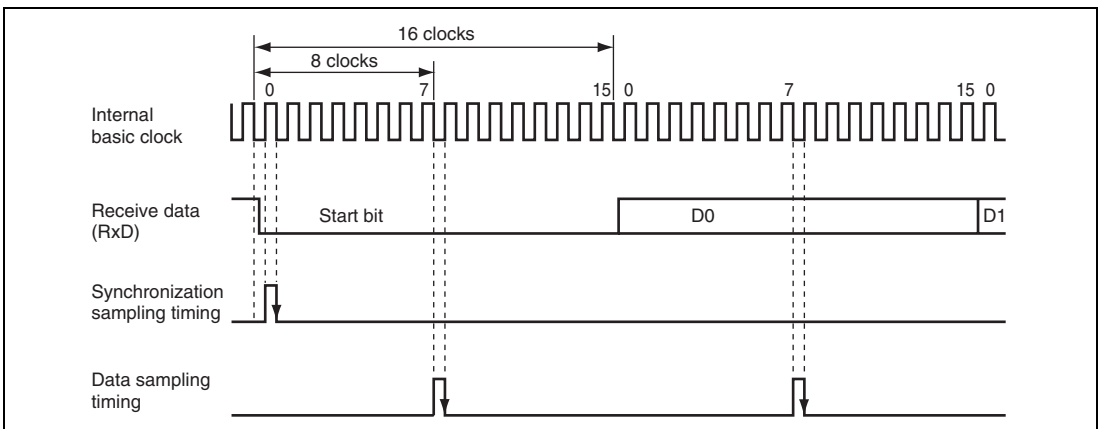 16 clocks
8 clocks
0 7 15 0 7 15 0
Internal
basic clock
Receive data
(RxD)
Start bit D0 D1
Synchronization
sampling timing
Data sampling
timing